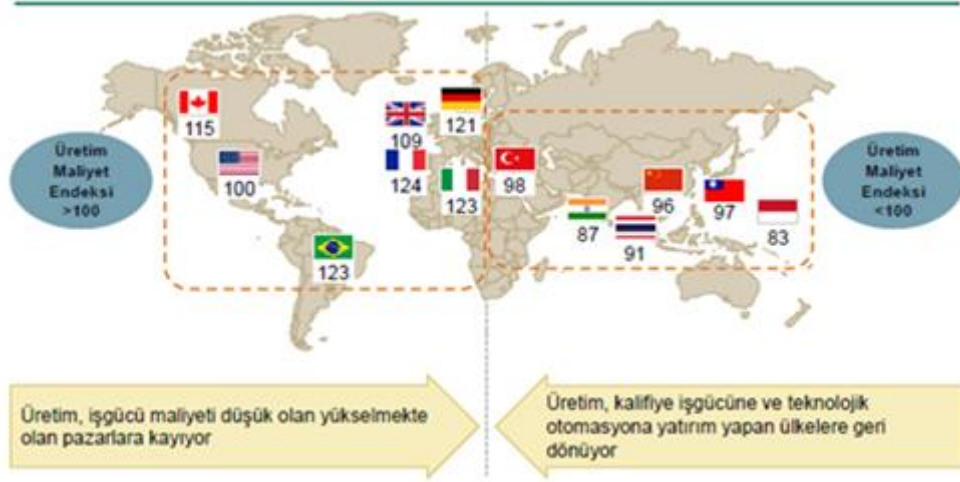 Üretim
Maliyet
Endeksi
>100
115
100
123
109
121
124
123
98
87
91
96
97
83
Üretim
Maliyet
Endeksi
<100
Üretim, işgücü maliyeti düşük olan yükselmekte
olan pazarlara kayıyor
Üretim, kalifiye işgücüne ve teknolojik
otomasyona yatırım yapan ülkelere geri
dönüyor